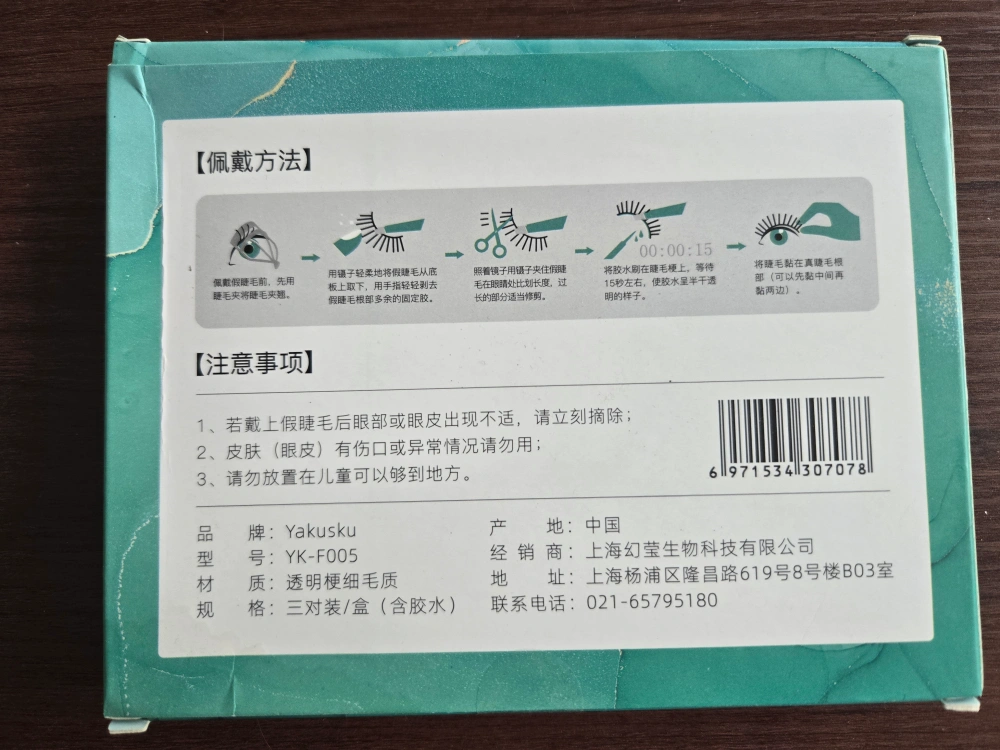 【佩戴方法】
佩戴假睫毛前，先用
睫毛夹将睫毛夹翘。
用镊子轻柔地将假睫毛从底
板上取下，用手指轻轻剥去
假睫毛根部多余的固定胶。
照着镜子用镊夹住假睫
毛在眼睛处比划长度，过
长的部分适当修剪。
00:00:15
将胶水刷在睫毛梗上，等待
15秒左右，使胶水呈半干透
明的样子。
将睫毛黏在真睫毛根
部（可以先黏中间再
黏两边）。
【注意事项】
1、若戴上假睫毛后眼部或眼皮出现不适，请立刻摘除；
2、皮肤（眼皮）有伤口或异常情况请勿用；
3、请勿放置在儿童可以够到地方。
6 971534 307078
品 牌：Yakusku
型 号：YK-F005
材 质：透明梗细毛质
规 格：三对装/盒（含胶水）
产 地：中国
经 销 商：上海幻莹生物科技有限公司
地 址：上海杨浦区隆昌路619号8号楼B03室
联系电话：021-65795180